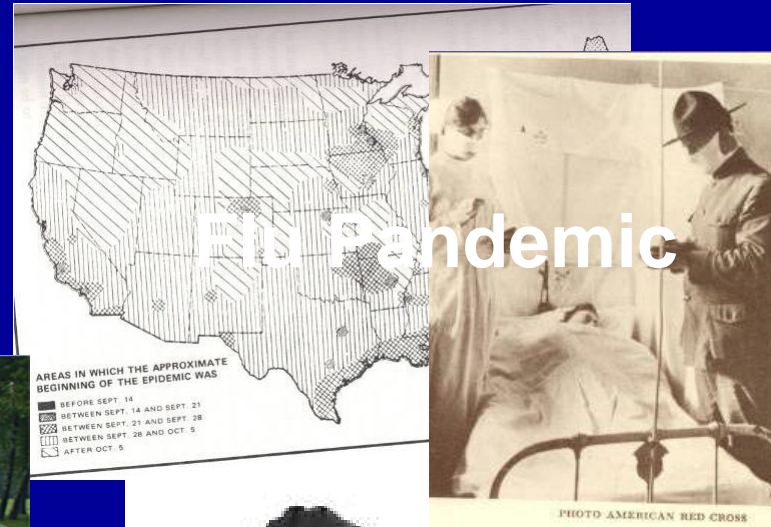 Flu Pandemic
AREAS IN WHICH THE APPROXIMATE
BEGINNING OF THE EPIDEMIC WAS
BEFORE SEPT. 14
BETWEEN SEPT. 14 AND SEPT. 21
BETWEEN SEPT. 21 AND SEPT. 28
BETWEEN SEPT. 28 AND OCT. 5
AFTER OCT. 5
PHOTO AMERICAN RED CROSS